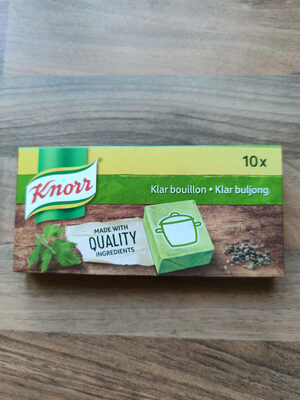 Knorr
10x
Klar bouillon • Klar buljong
MADE WITH
QUALITY
INGREDIENTS